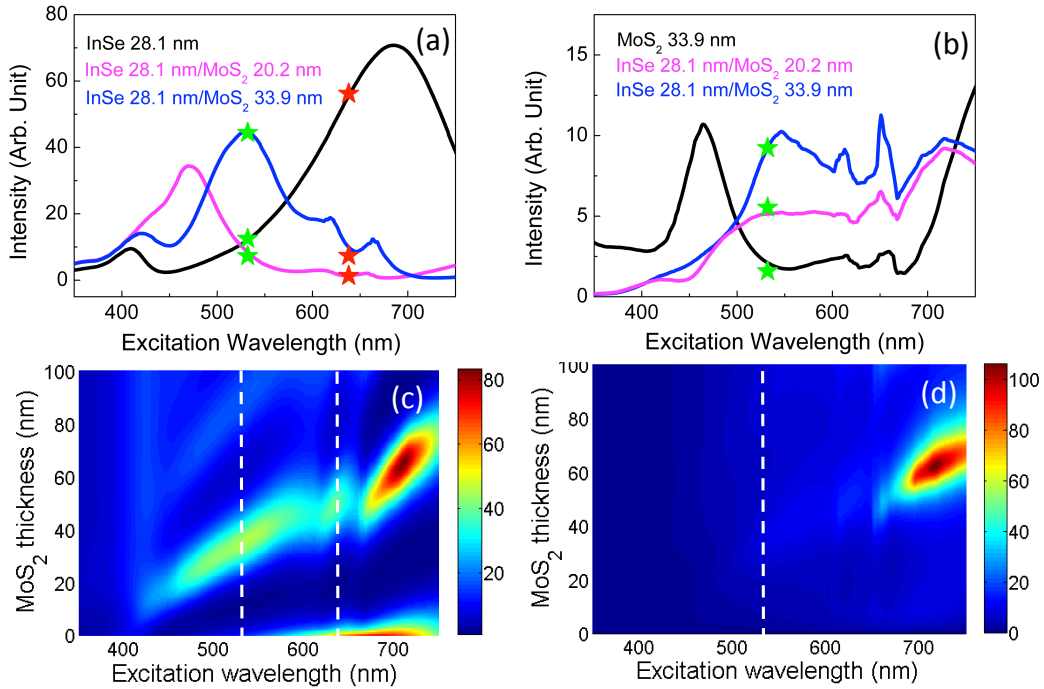 (a)
InSe 28.1 nm
InSe 28.1 nm/MoS₂ 20.2 nm
InSe 28.1 nm/MoS₂ 33.9 nm
Intensity (Arb. Unit)
80
60
40
20
0
400 500 600 700
Excitation Wavelength (nm)
(b)
MoS₂ 33.9 nm
InSe 28.1 nm/MoS₂ 20.2 nm
InSe 28.1 nm/MoS₂ 33.9 nm
Intensity (Arb. Unit)
15
10
5
0
400 500 600 700
Excitation Wavelength (nm)
(c)
MoS₂ thickness (nm)
100
80
60
40
20
0
400 500 600 700
Excitation wavelength (nm)
80
60
40
20
(d)
MoS₂ thickness (nm)
100
90
80
70
60
50
40
30
20
10
0
400 500 600 700
Excitation wavelength (nm)
100
80
60
40
20
0